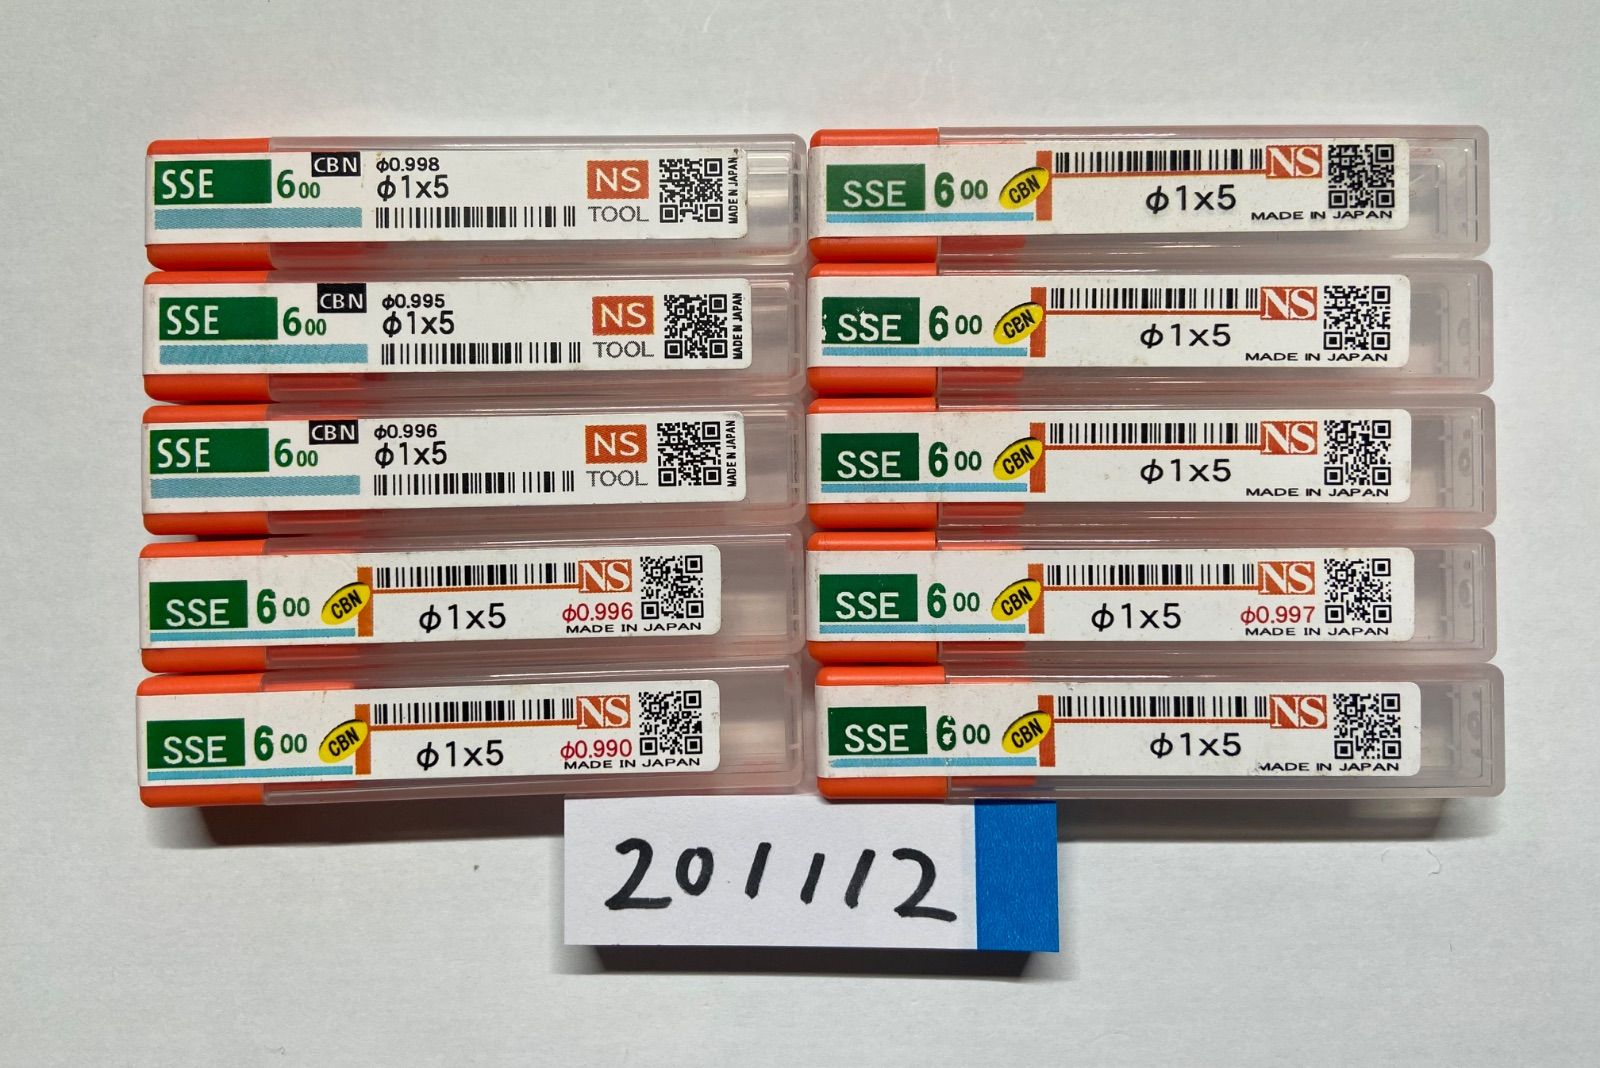 SSE 6 00 CBN φ0.998
φ1x5
NS
TOOL
MADE IN JAPAN
SSE 6 00 CBN φ0.995
φ1x5
NS
TOOL
MADE IN JAPAN
SSE 6 00 CBN φ0.996
φ1x5
NS
TOOL
MADE IN JAPAN
SSE 6 00 CBN NS
φ1x5 φ0.996
MADE IN JAPAN
SSE 6 00 CBN NS
φ1x5 φ0.990
MADE IN JAPAN
SSE 6 00 CBN NS
φ1x5
MADE IN JAPAN
SSE 6 00 CBN NS
φ1x5
MADE IN JAPAN
SSE 6 00 CBN NS
φ1x5
MADE IN JAPAN
SSE 6 00 CBN NS
φ1x5 φ0.997
MADE IN JAPAN
SSE 6 00 CBN NS
φ1x5
MADE IN JAPAN
201112